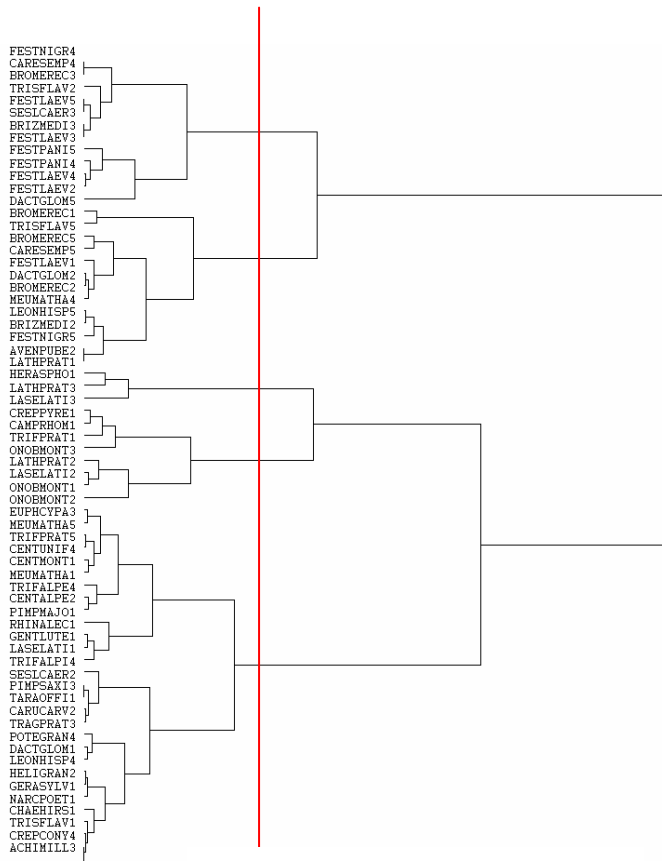 FESTNIGR4
CARESEMP4
BROMEREC3
TRISFLAV2
FESTLAEV5
SESLCAER3
BRIZMEDI3
FESTLAEV3
FESTPANI5
FESTPANI4
FESTLAEV4
FESTLAEV2
DACTGLOM5
BROMEREC1
TRISFLAV5
BROMEREC5
CARESEMP5
FESTLAEV1
DACTGLOM2
BROMEREC2
MEUMATHA4
LEONHISP5
BRIZMEDI2
FESTNIGR5
AVENPUBE2
LATHPRAT1
HERASPHO1
LATHPRAT3
LASELATI3
CREPPYRE1
CAMPRHOM1
TRIFPRAT1
ONOBMONT3
LATHPRAT2
LASELATI2
ONOBMONT1
ONOBMONT2
EUPHCYPA3
MEUMATHA5
TRIFPRAT5
CENTUNIF4
CENTMONT1
MEUMATHA1
TRIFALPE4
CENTALPE2
PIMPMAJO1
RHINALEC1
GENTLUTE1
LASELATI1
TRIFALPI4
SESLCAER2
PIMPSAXI3
TARAOFFI1
CARUCARV2
TRAGPRAT3
POTEGRAN4
DACTGLOM1
LEONHISP4
HELIGRAN2
GERASYLV1
NARCPOET1
CHAEHIRS1
TRISFLAV1
CREPCONY4
ACHIMILL3